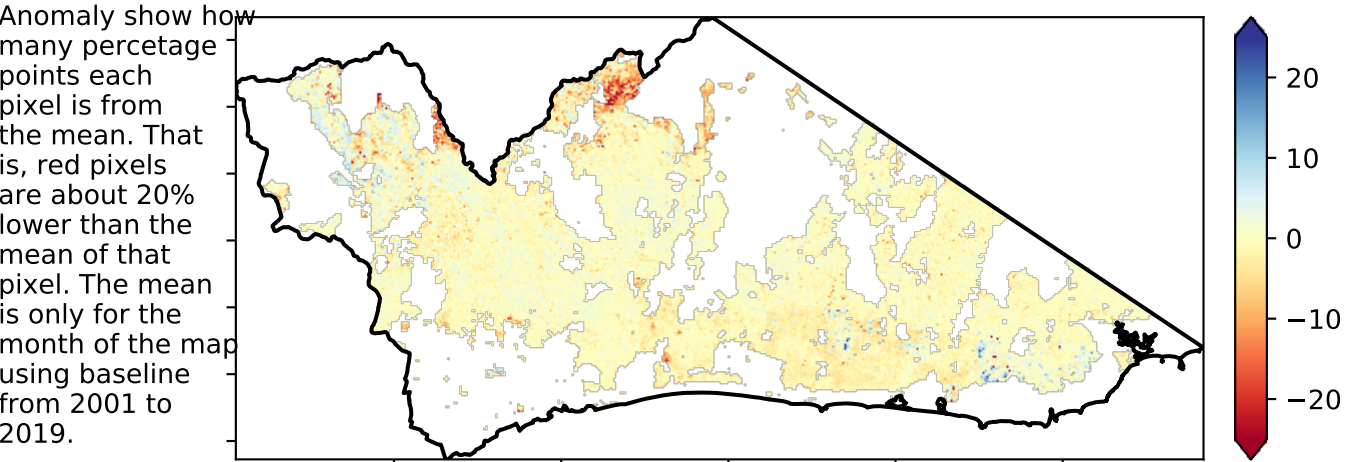 Anomaly show how
many percetage
points each
pixel is from
the mean. That
is, red pixels
are about 20%
lower than the
mean of that
pixel. The mean
is only for the
month of the map
using baseline
from 2001 to
2019.
20
10
0
−10
−20